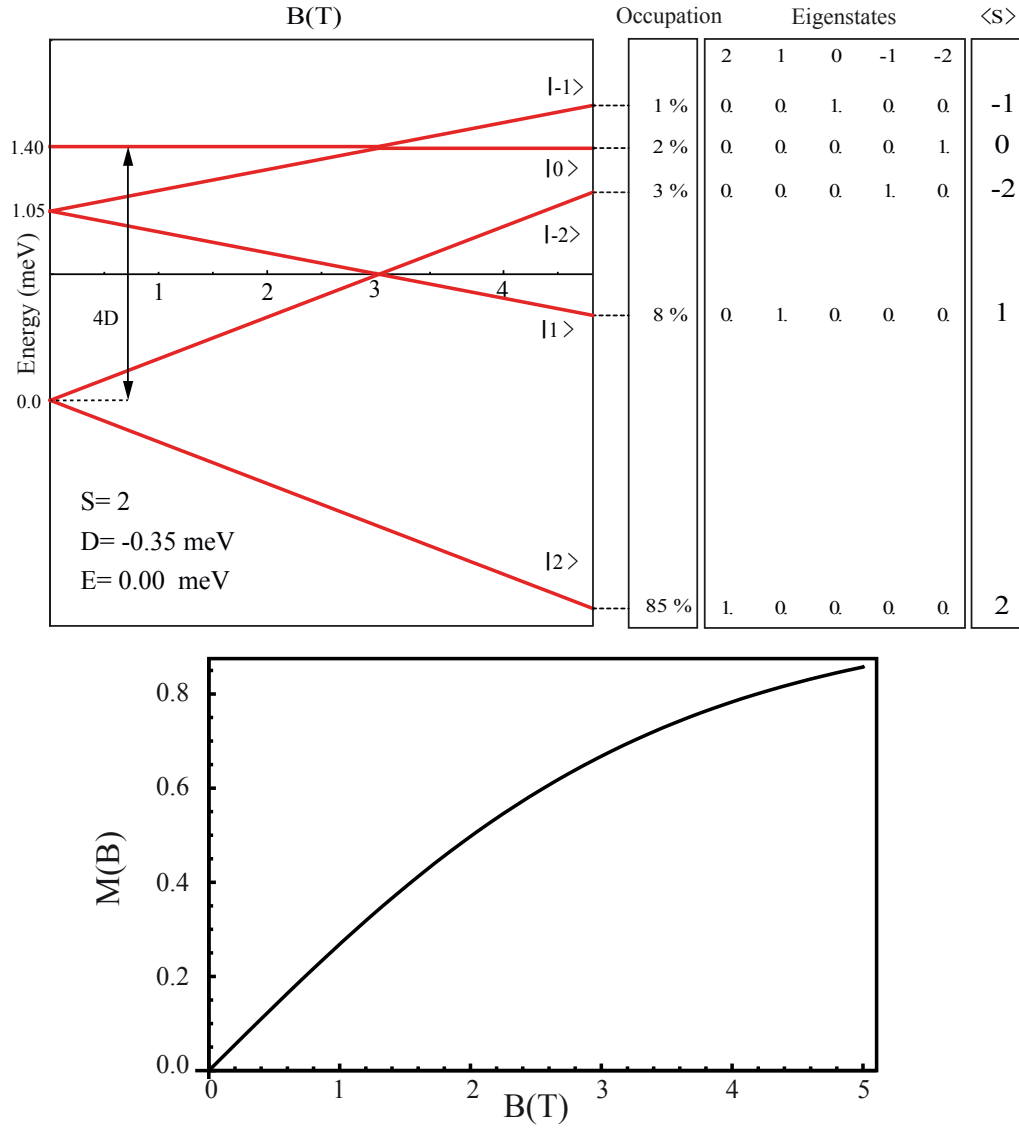 B(T) Occupation Eigenstates <S>
2 1 0 -1 -2
|-1> 1 % 0. 0. 1. 0. 0. -1
1.40 2 % 0. 0. 0. 0. 1. 0
|0>
3 % 0. 0. 0. 1. 0. -2
1.05
|-2>
1 2 3 4
Energy (meV)
4D
8 % 0. 1. 0. 0. 0. 1
|1>
0.0
S= 2
D= -0.35 meV
E= 0.00 meV
|2>
85 % 1. 0. 0. 0. 0. 2
0.8
0.6
M(B)
0.4
0.2
0.0
0 1 2 3 4 5
B(T)